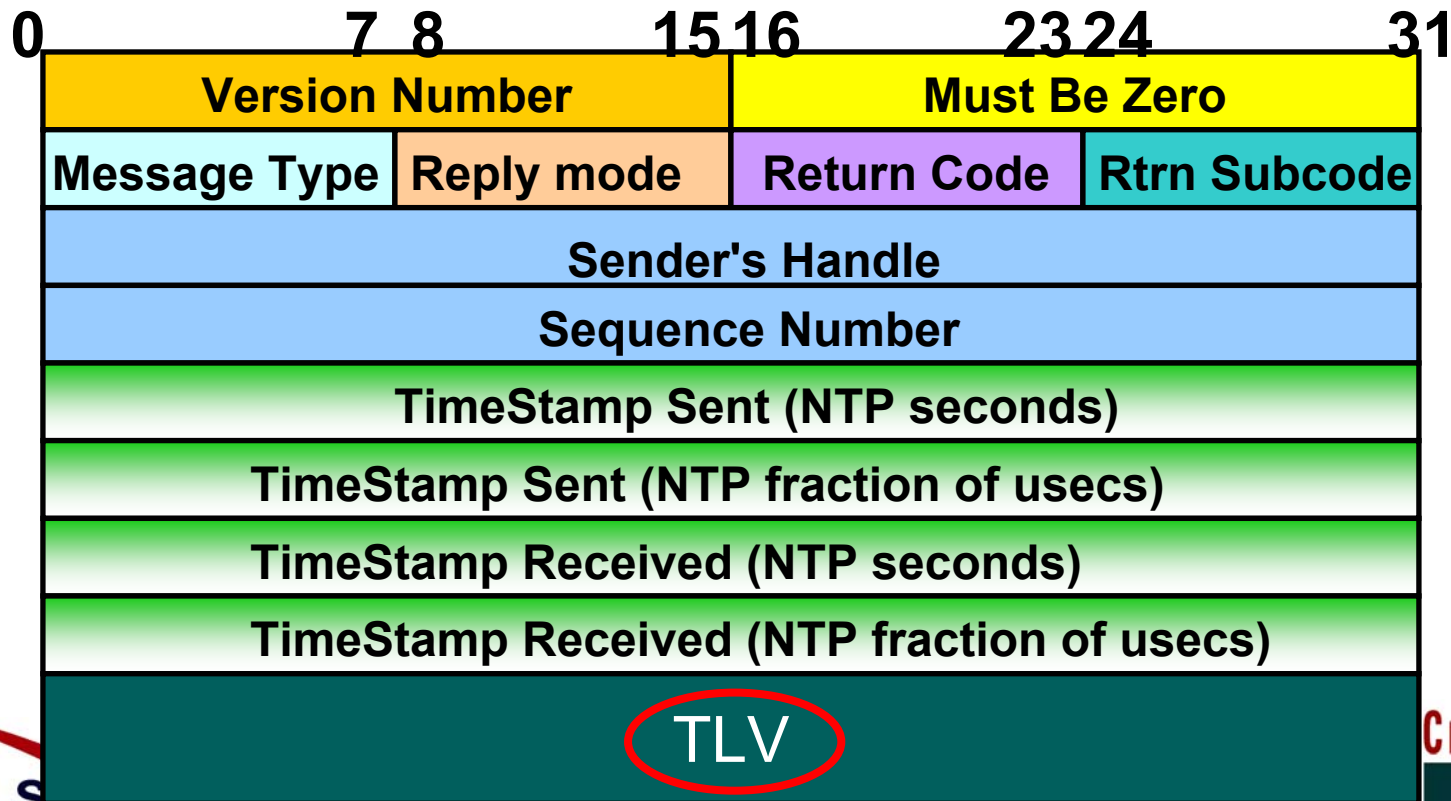 0 7 8 15 16 23 24 31
Version Number Must Be Zero
Message Type Reply mode Return Code Rtrn Subcode
Sender's Handle
Sequence Number
TimeStamp Sent (NTP seconds)
TimeStamp Sent (NTP fraction of usecs)
TimeStamp Received (NTP seconds)
TimeStamp Received (NTP fraction of usecs)
TLV